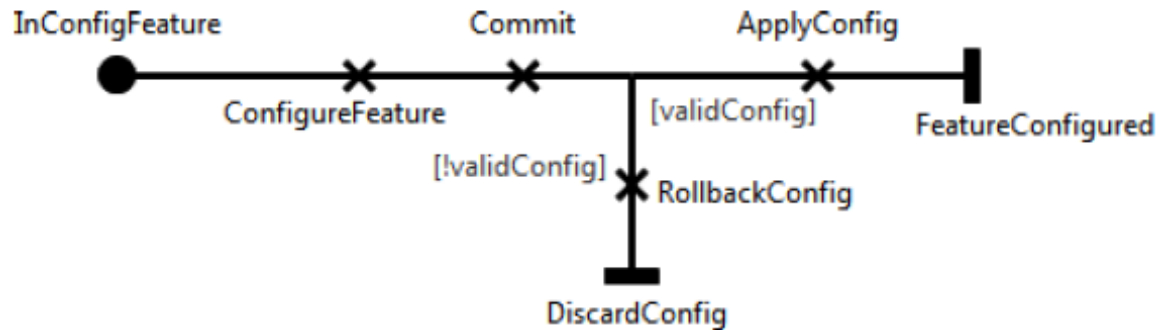 InConfigFeature
Commit
ApplyConfig
ConfigureFeature
[validConfig]
FeatureConfigured
[!validConfig]
RollbackConfig
DiscardConfig